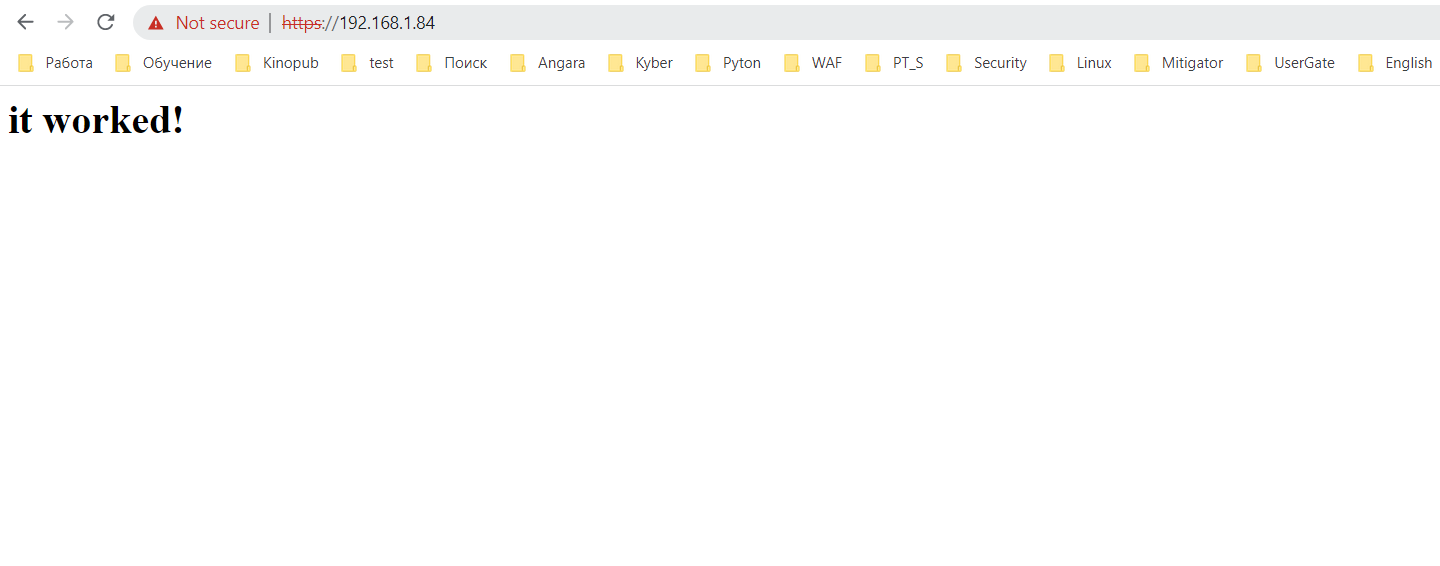 Not secure | https://192.168.1.84
Работа Обучение Kinopub test Поиск Angara Kyber Pyton WAF PT_S Security Linux Mitigator UserGate English
it worked!